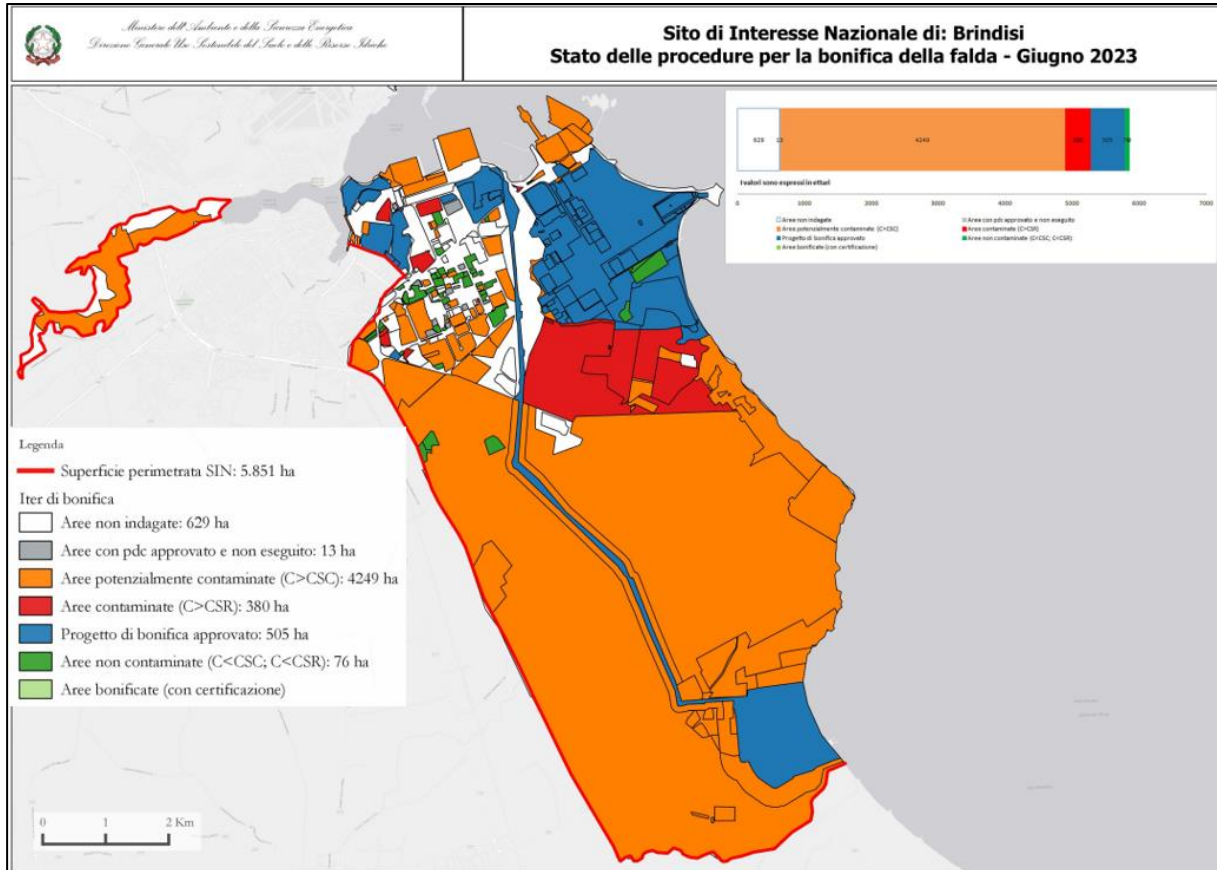 Ministero dell'Ambiente e della Sicurezza Energetica
Direzione Generale Uso Sostenibile del Suolo e delle Risorse Idriche
Sito di Interesse Nazionale di: Brindisi
Stato delle procedure per la bonifica della falda - Giugno 2023
629 13 4249 380 505 76
I valori sono espressi in ettari
0 1000 2000 3000 4000 5000 6000 7000
Aree non indagate
Aree con pdc approvato e non eseguito
Aree potenzialmente contaminate (C>CSC)
Aree contaminate (C>CSR)
Progetto di bonifica approvato
Aree non contaminate (C<CSC; C<CSR)
Aree bonificate (con certificazione)
Legenda
Superficie perimetrata SIN: 5.851 ha
Iter di bonifica
Aree non indagate: 629 ha
Aree con pdc approvato e non eseguito: 13 ha
Aree potenzialmente contaminate (C>CSC): 4249 ha
Aree contaminate (C>CSR): 380 ha
Progetto di bonifica approvato: 505 ha
Aree non contaminate (C<CSC; C<CSR): 76 ha
Aree bonificate (con certificazione)
0 1 2 Km